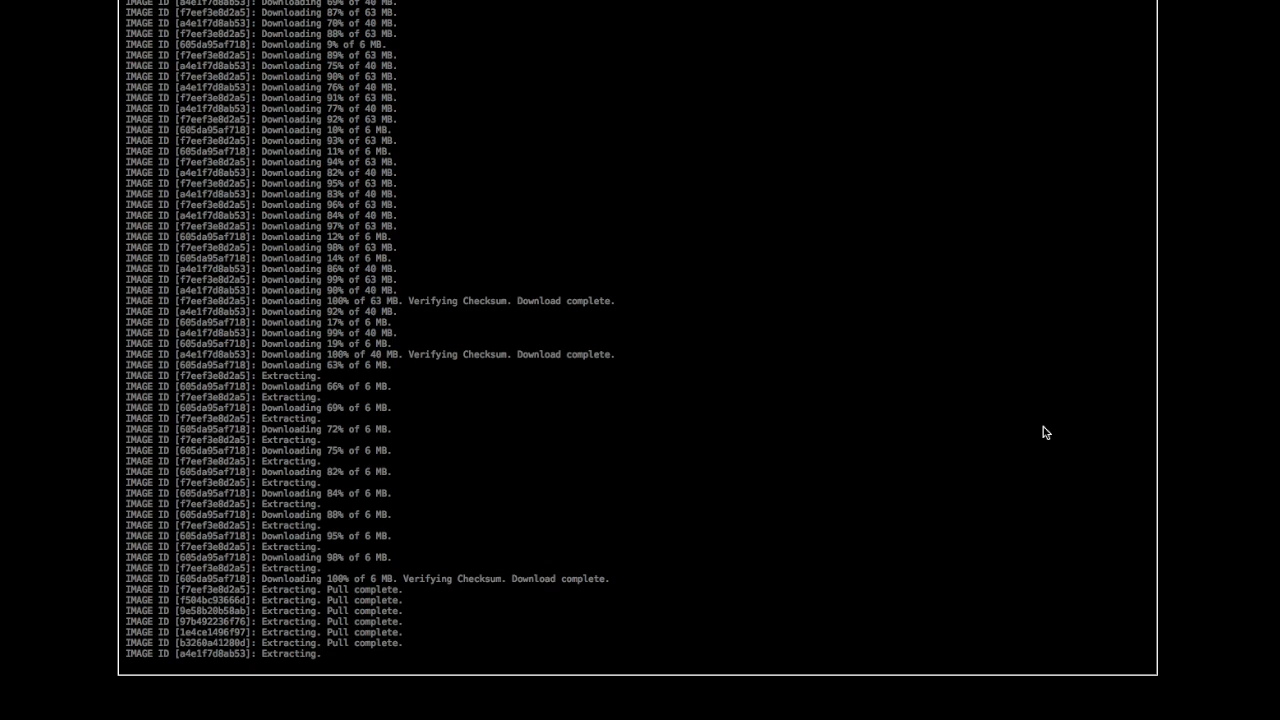 IMAGE ID [a4e1f7d8ab53]: Downloading 69% of 40 MB.
IMAGE ID [f7eef3e8d2a5]: Downloading 87% of 63 MB.
IMAGE ID [a4e1f7d8ab53]: Downloading 70% of 40 MB.
IMAGE ID [f7eef3e8d2a5]: Downloading 88% of 63 MB.
IMAGE ID [605da95af718]: Downloading 9% of 6 MB.
IMAGE ID [f7eef3e8d2a5]: Downloading 89% of 63 MB.
IMAGE ID [a4e1f7d8ab53]: Downloading 75% of 40 MB.
IMAGE ID [f7eef3e8d2a5]: Downloading 90% of 63 MB.
IMAGE ID [a4e1f7d8ab53]: Downloading 76% of 40 MB.
IMAGE ID [f7eef3e8d2a5]: Downloading 91% of 63 MB.
IMAGE ID [a4e1f7d8ab53]: Downloading 77% of 40 MB.
IMAGE ID [f7eef3e8d2a5]: Downloading 92% of 63 MB.
IMAGE ID [605da95af718]: Downloading 10% of 6 MB.
IMAGE ID [f7eef3e8d2a5]: Downloading 93% of 63 MB.
IMAGE ID [605da95af718]: Downloading 11% of 6 MB.
IMAGE ID [f7eef3e8d2a5]: Downloading 94% of 63 MB.
IMAGE ID [a4e1f7d8ab53]: Downloading 82% of 40 MB.
IMAGE ID [f7eef3e8d2a5]: Downloading 95% of 63 MB.
IMAGE ID [a4e1f7d8ab53]: Downloading 83% of 40 MB.
IMAGE ID [f7eef3e8d2a5]: Downloading 96% of 63 MB.
IMAGE ID [a4e1f7d8ab53]: Downloading 84% of 40 MB.
IMAGE ID [f7eef3e8d2a5]: Downloading 97% of 63 MB.
IMAGE ID [605da95af718]: Downloading 12% of 6 MB.
IMAGE ID [f7eef3e8d2a5]: Downloading 98% of 63 MB.
IMAGE ID [605da95af718]: Downloading 14% of 6 MB.
IMAGE ID [a4e1f7d8ab53]: Downloading 86% of 40 MB.
IMAGE ID [f7eef3e8d2a5]: Downloading 99% of 63 MB.
IMAGE ID [a4e1f7d8ab53]: Downloading 90% of 40 MB.
IMAGE ID [f7eef3e8d2a5]: Downloading 100% of 63 MB. Verifying Checksum. Download complete.
IMAGE ID [a4e1f7d8ab53]: Downloading 92% of 40 MB.
IMAGE ID [605da95af718]: Downloading 17% of 6 MB.
IMAGE ID [a4e1f7d8ab53]: Downloading 99% of 40 MB.
IMAGE ID [605da95af718]: Downloading 19% of 6 MB.
IMAGE ID [a4e1f7d8ab53]: Downloading 100% of 40 MB. Verifying Checksum. Download complete.
IMAGE ID [605da95af718]: Downloading 63% of 6 MB.
IMAGE ID [f7eef3e8d2a5]: Extracting.
IMAGE ID [605da95af718]: Downloading 66% of 6 MB.
IMAGE ID [f7eef3e8d2a5]: Extracting.
IMAGE ID [605da95af718]: Downloading 69% of 6 MB.
IMAGE ID [f7eef3e8d2a5]: Extracting.
IMAGE ID [605da95af718]: Downloading 72% of 6 MB.
IMAGE ID [f7eef3e8d2a5]: Extracting.
IMAGE ID [605da95af718]: Downloading 75% of 6 MB.
IMAGE ID [f7eef3e8d2a5]: Extracting.
IMAGE ID [605da95af718]: Downloading 82% of 6 MB.
IMAGE ID [f7eef3e8d2a5]: Extracting.
IMAGE ID [605da95af718]: Downloading 84% of 6 MB.
IMAGE ID [f7eef3e8d2a5]: Extracting.
IMAGE ID [605da95af718]: Downloading 88% of 6 MB.
IMAGE ID [f7eef3e8d2a5]: Extracting.
IMAGE ID [605da95af718]: Downloading 95% of 6 MB.
IMAGE ID [f7eef3e8d2a5]: Extracting.
IMAGE ID [605da95af718]: Downloading 98% of 6 MB.
IMAGE ID [f7eef3e8d2a5]: Extracting.
IMAGE ID [605da95af718]: Downloading 100% of 6 MB. Verifying Checksum. Download complete.
IMAGE ID [f7eef3e8d2a5]: Extracting. Pull complete.
IMAGE ID [f504bc93666d]: Extracting. Pull complete.
IMAGE ID [9e58b20b58ab]: Extracting. Pull complete.
IMAGE ID [97b492236f76]: Extracting. Pull complete.
IMAGE ID [1e4ce1496f97]: Extracting. Pull complete.
IMAGE ID [b3260a41280d]: Extracting. Pull complete.
IMAGE ID [a4e1f7d8ab53]: Extracting.